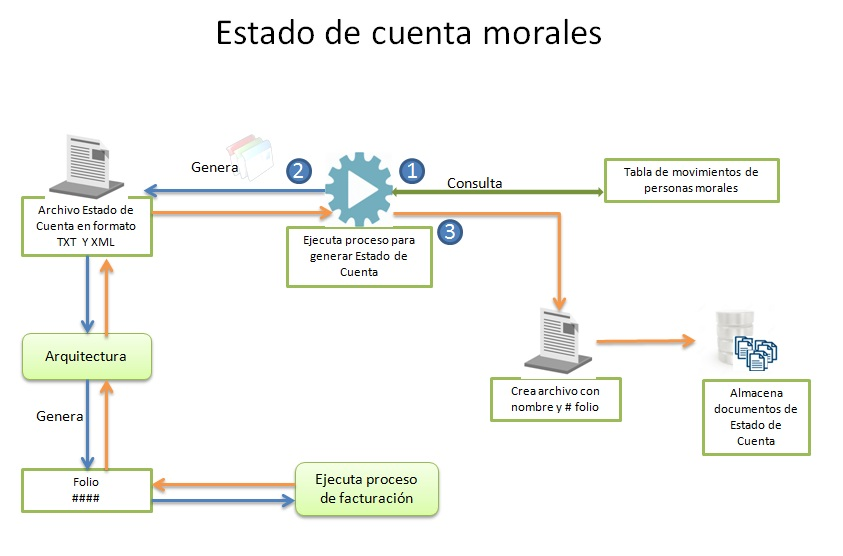 Estado de cuenta morales
Genera
2
1
Consulta
Tabla de movimientos de
personas morales
Archivo Estado de
Cuenta en formato
TXT Y XML
3
Ejecuta proceso para
generar Estado de
Cuenta
Arquitectura
Crea archivo con
nombre y # folio
Almacena
documentos de
Estado de
Cuenta
Genera
Folio
####
Ejecuta proceso
de facturación